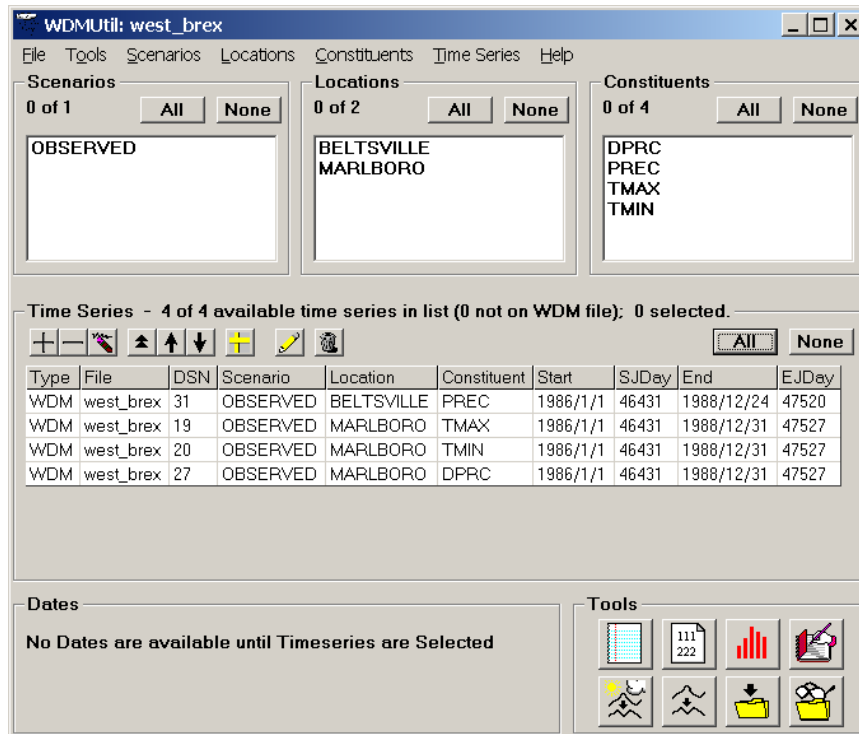 WDMUtil: west_brex
File Tools Scenarios Locations Constituents Time Series Help
Scenarios
0 of 1 All None
OBSERVED
Locations
0 of 2 All None
BELTSVILLE
MARLBORO
Constituents
0 of 4 All None
DPRC
PREC
TMAX
TMIN
Time Series - 4 of 4 available time series in list (0 not on WDM file); 0 selected.
All None
Type File DSN Scenario Location Constituent Start SJDay End EJDay
WDM west_brex 31 OBSERVED BELTSVILLE PREC 1986/1/1 46431 1988/12/24 47520
WDM west_brex 19 OBSERVED MARLBORO TMAX 1986/1/1 46431 1988/12/31 47527
WDM west_brex 20 OBSERVED MARLBORO TMIN 1986/1/1 46431 1988/12/31 47527
WDM west_brex 27 OBSERVED MARLBORO DPRC 1986/1/1 46431 1988/12/31 47527
Dates
No Dates are available until Timeseries are Selected
Tools
111
222